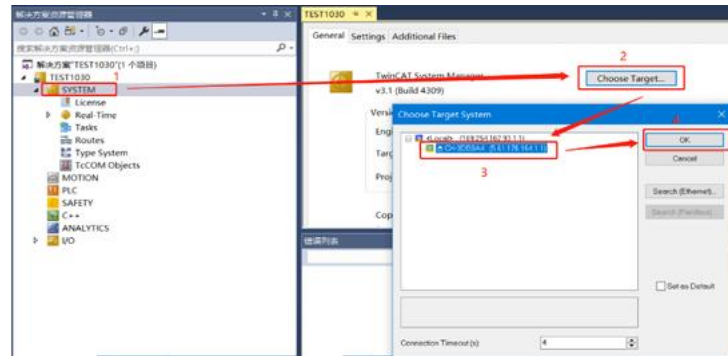 解决方案资源管理器
搜索解决方案资源管理器(Ctrl+;)
解决方案"TEST1030"(1 个项目)
TEST1030
1
SYSTEM
License
Real-Time
Tasks
Routes
Type System
TcCOM Objects
MOTION
PLC
SAFETY
C++
ANALYTICS
I/O
TEST1030
General Settings Additional Files
2
TwinCAT System Manager
v3.1 (Build 4309)
Choose Target...
Choose Target System
4
OK
Cancel
3
Search (Ethernet)...
Search (Fieldbus)...
Set as Default
Connection Timeout (s):
4
错误列表